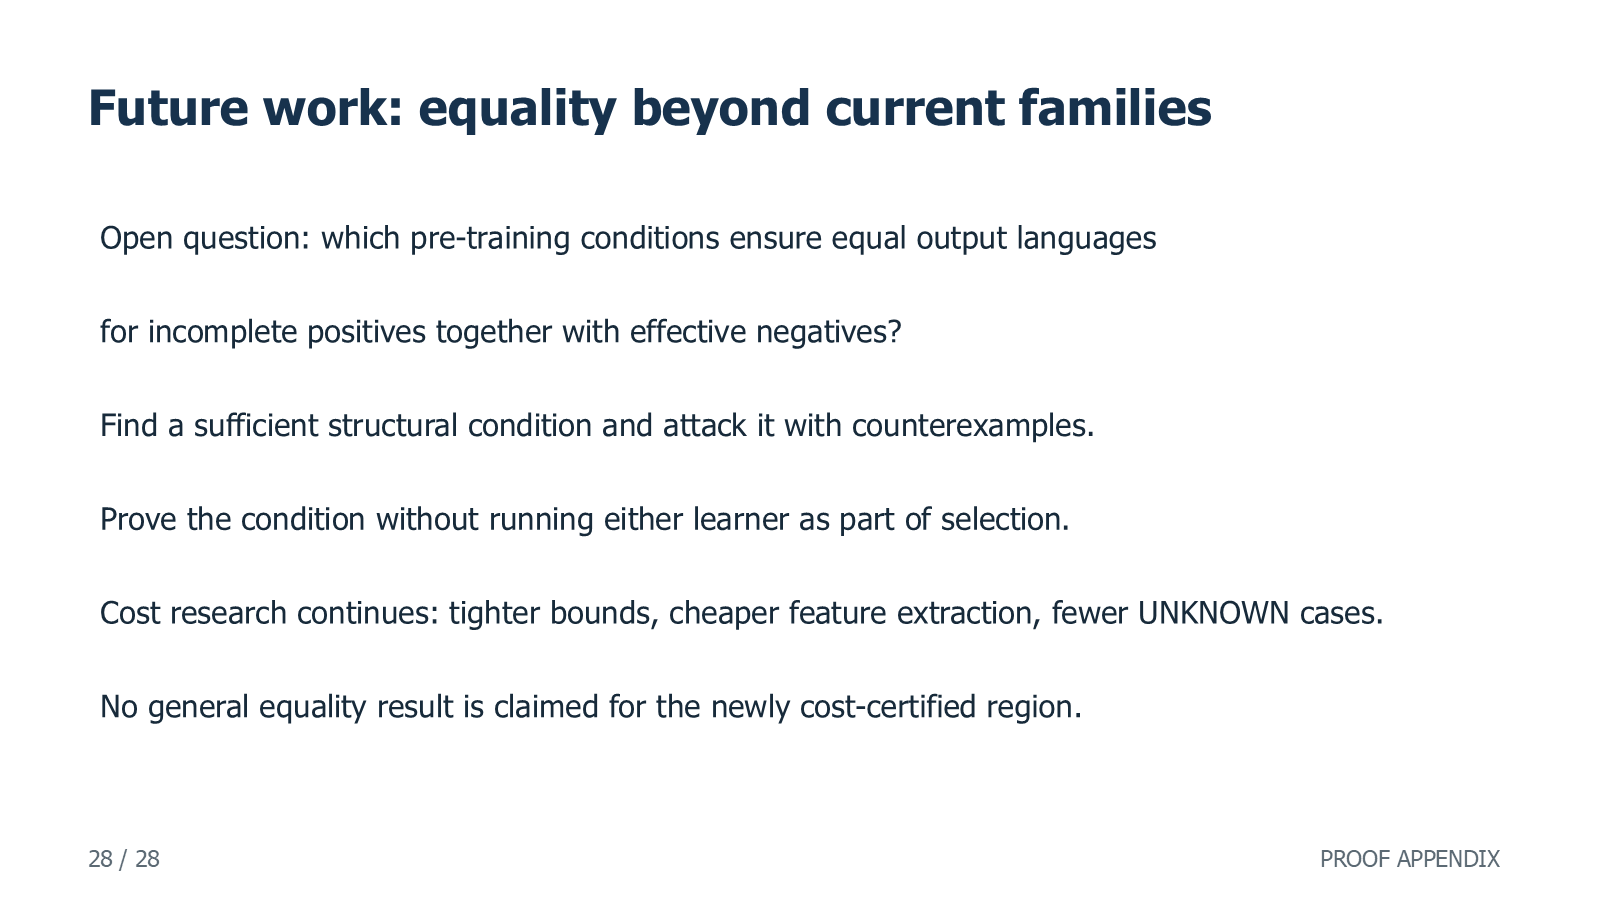 Future work: equality beyond current families
Open question: which pre-training conditions ensure equal output languages
for incomplete positives together with effective negatives?
Find a sufficient structural condition and attack it with counterexamples.
Prove the condition without running either learner as part of selection.
Cost research continues: tighter bounds, cheaper feature extraction, fewer UNKNOWN cases.
No general equality result is claimed for the newly cost-certified region.
28 / 28
PROOF APPENDIX